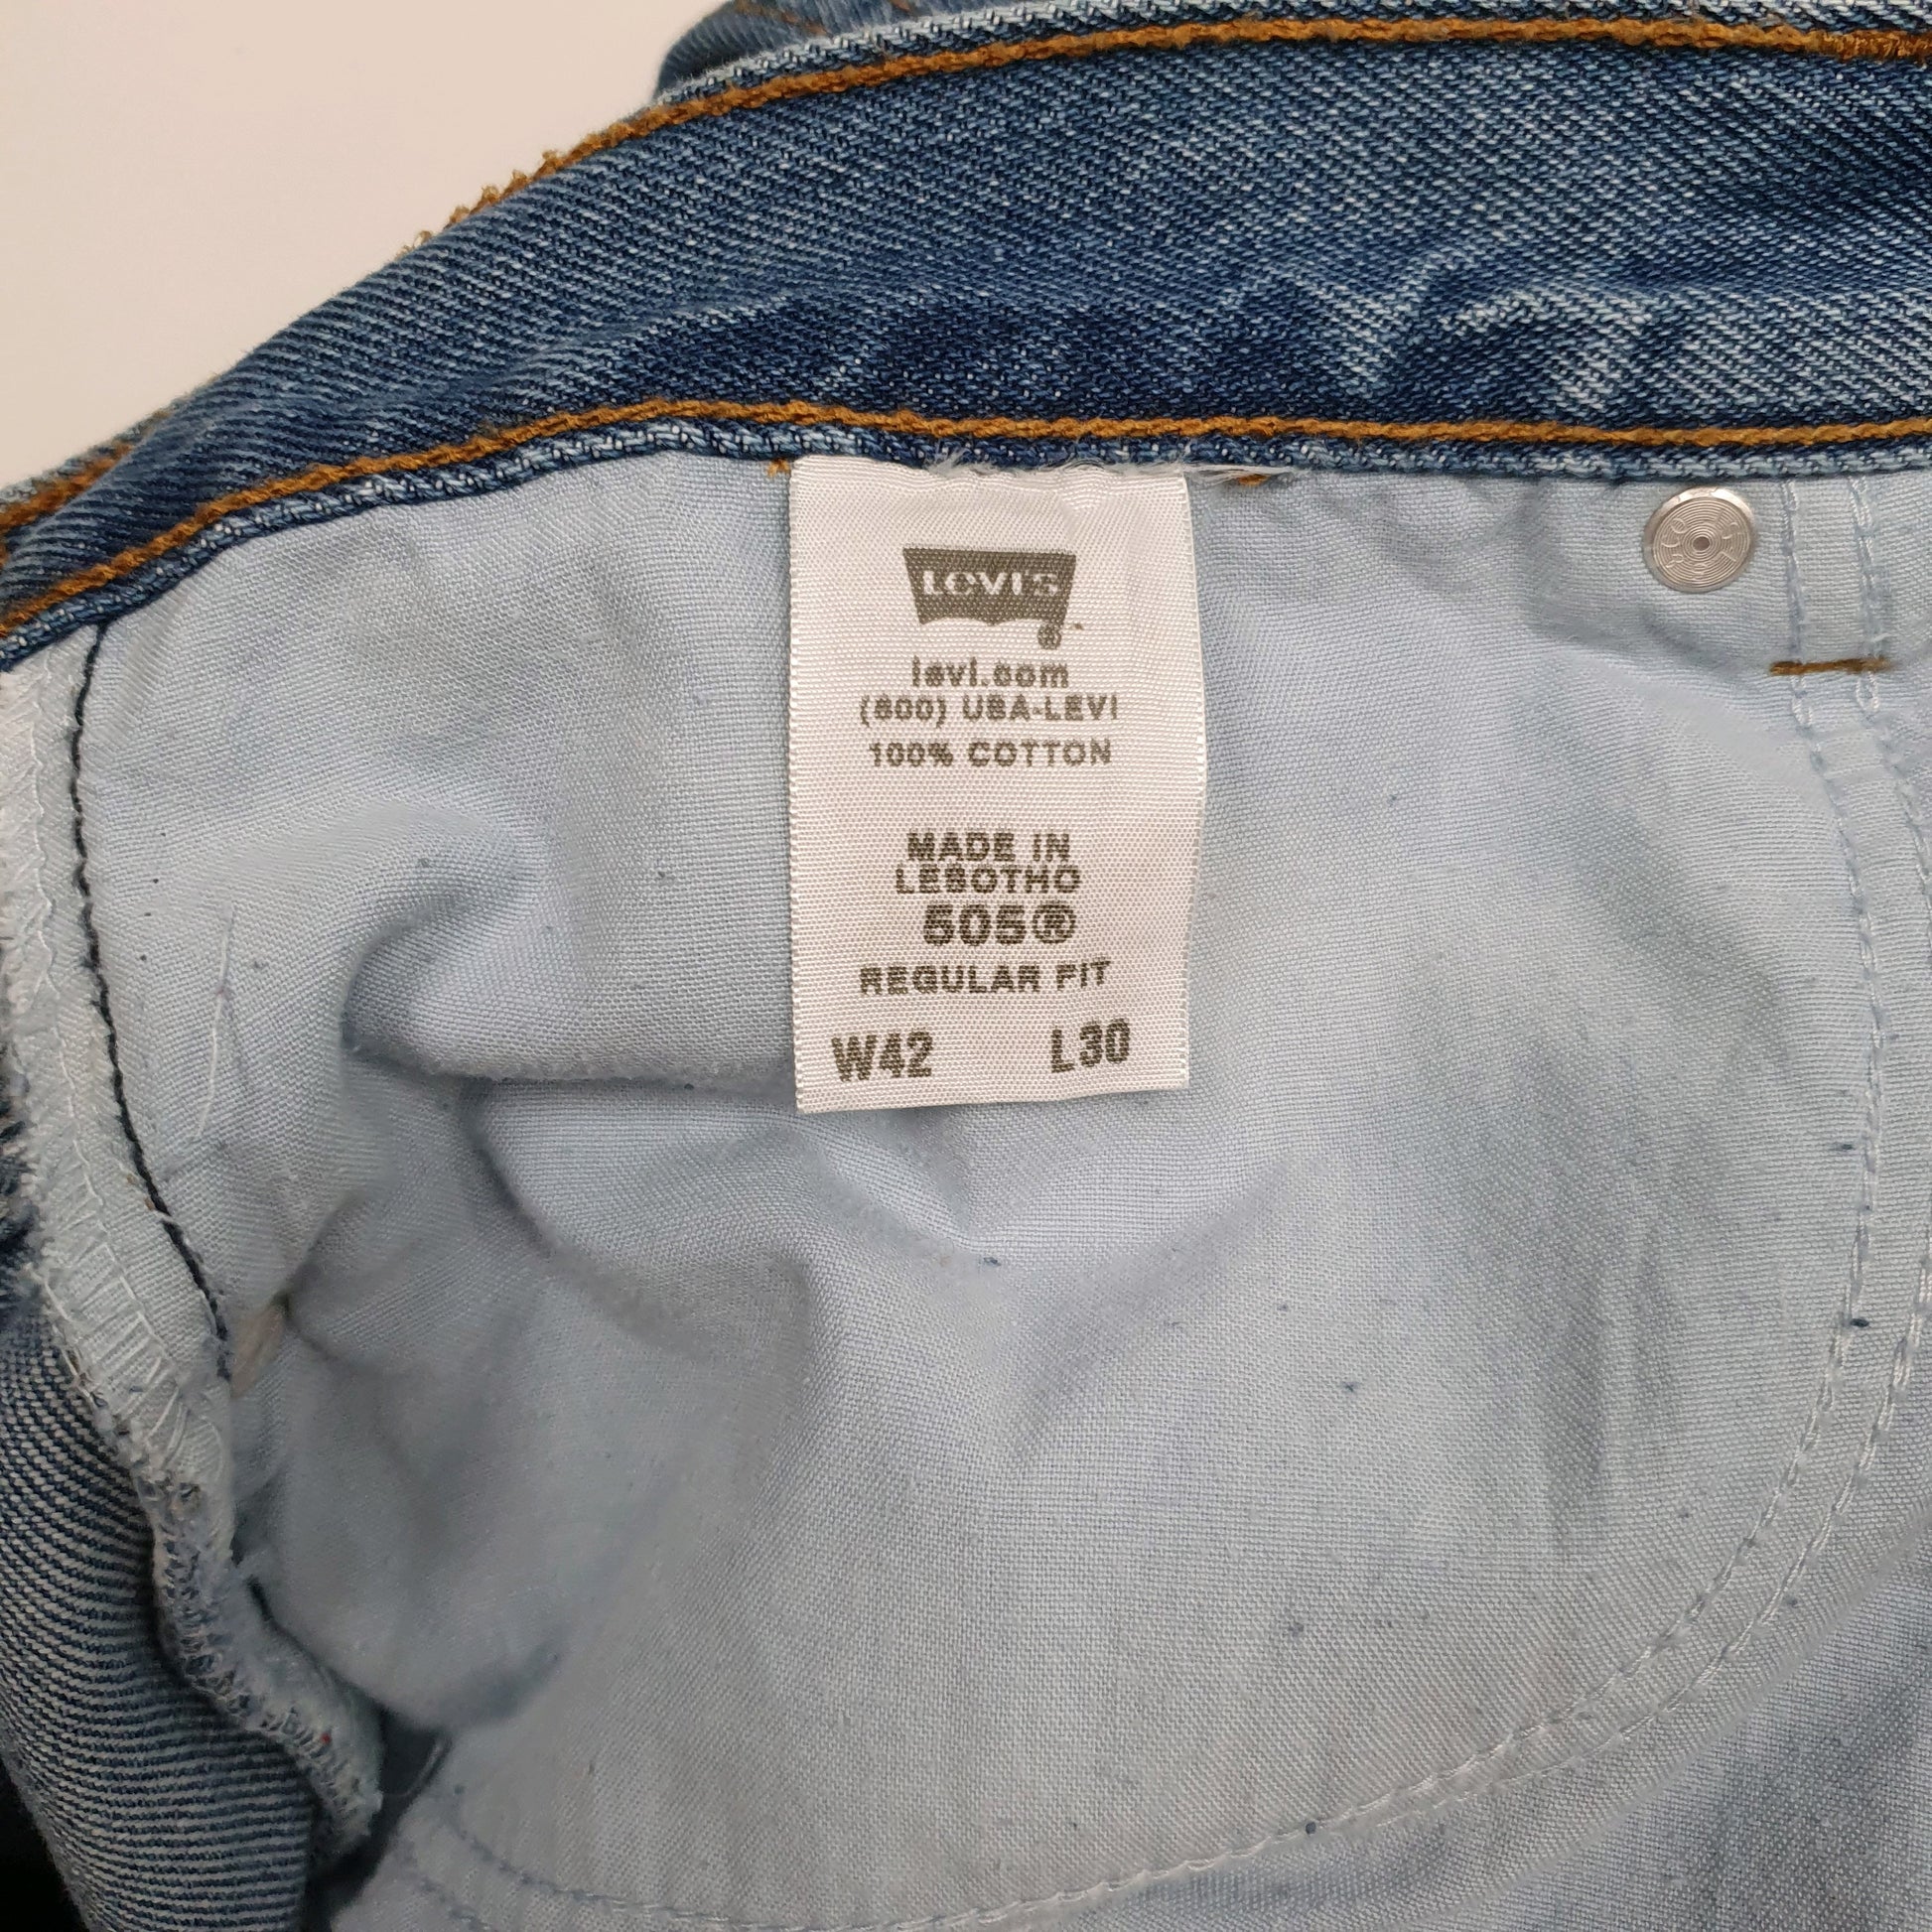 LEVI'S
®
levi.com
(800) USA-LEVI
100% COTTON
MADE IN
LESOTHO
505®
REGULAR FIT
W42 L30